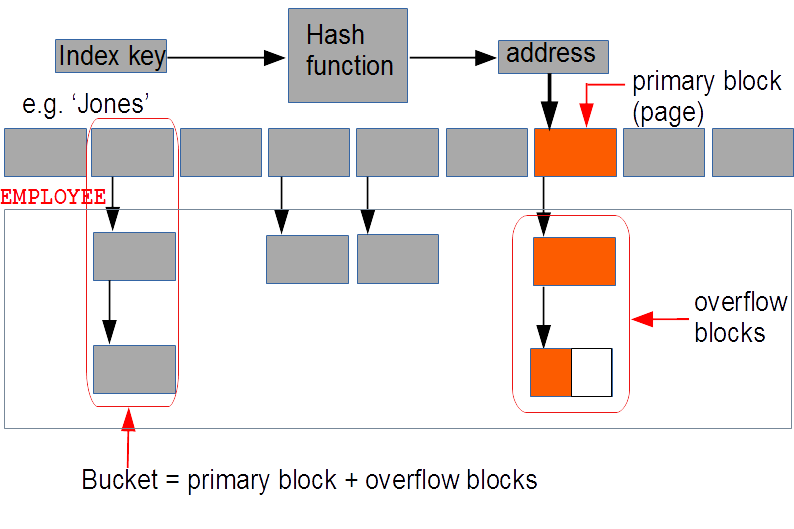 Index key
Hash
function
address
e.g. ‘Jones’
primary block
(page)
EMPLOYEE
overflow
blocks
Bucket = primary block + overflow blocks